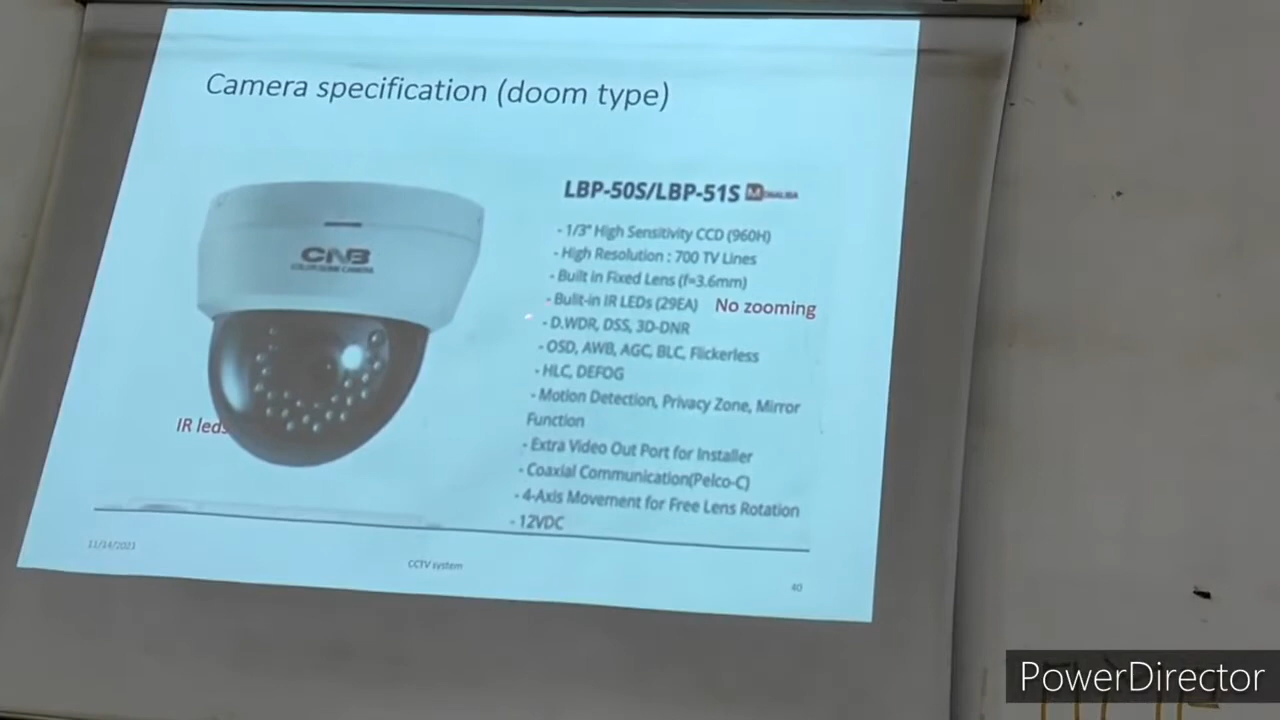 Camera specification (doom type)
LBP-50S/LBP-51S MONALISA
CNB
- 1/3" High Sensitivity CCD (960H)
- High Resolution : 700 TV Lines
- Built in Fixed Lens (f=3.6mm)
- Built-in IR LEDs (29EA) No zooming
- D.WDR, DSS, 3D-DNR
- OSD, AWB, AGC, BLC, Flickerless
- HLC, DEFOG
- Motion Detection, Privacy Zone, Mirror
Function
IR leds
- Extra Video Out Port for Installer
- Coaxial Communication(Pelco-C)
- 4-Axis Movement for Free Lens Rotation
- 12VDC
11/14/2021
CCTV system
40
PowerDirector